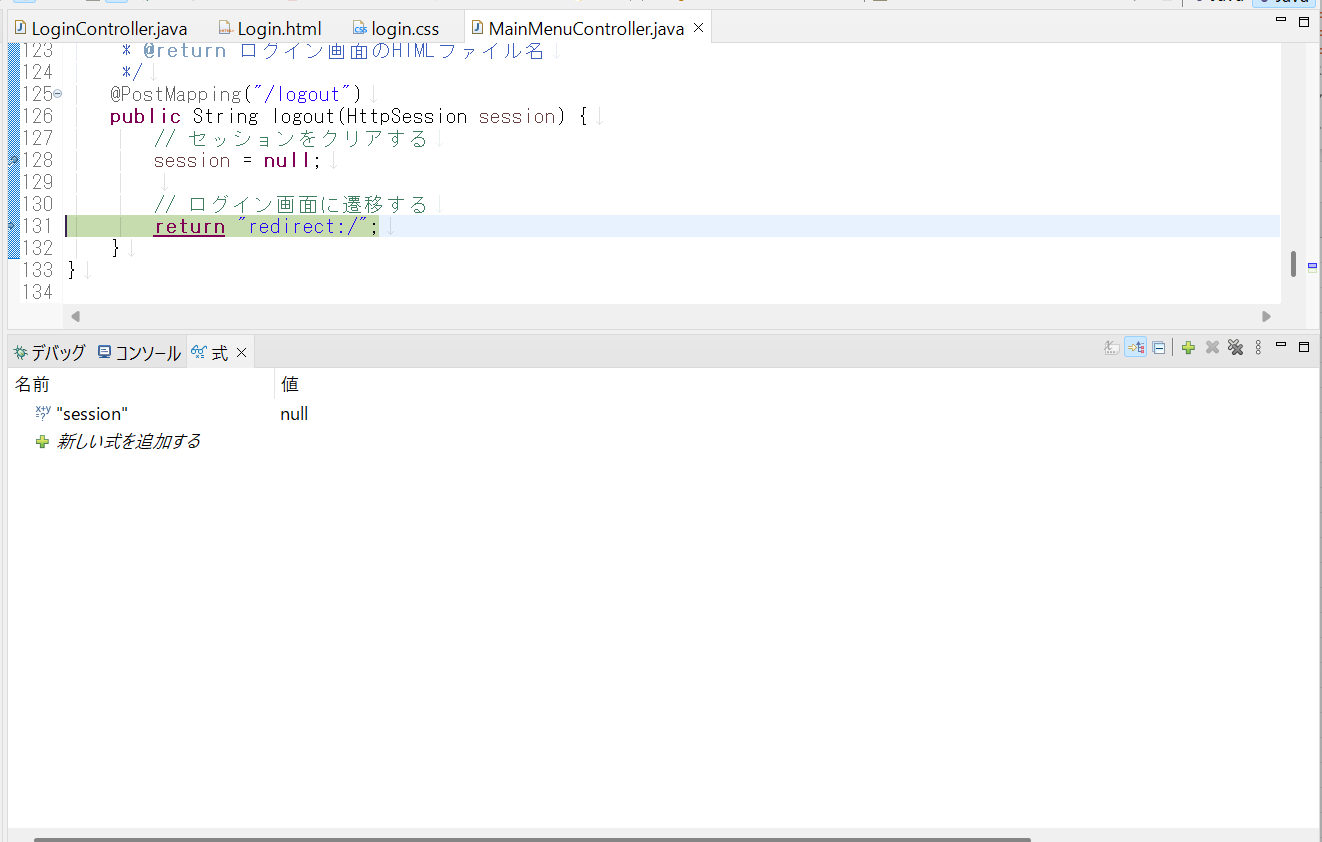 LoginController.java Login.html login.css MainMenuController.java
123 * @return ログイン画面のHTMLファイル名
124 */
125 @PostMapping("/logout")
126 public String logout(HttpSession session) {
127 // セッションをクリアする
128 session = null;
129
130 // ログイン画面に遷移する
131 return "redirect:/";
132 }
133 }
134
デバッグ コンソール 式
名前 値
"session" null
新しい式を追加する